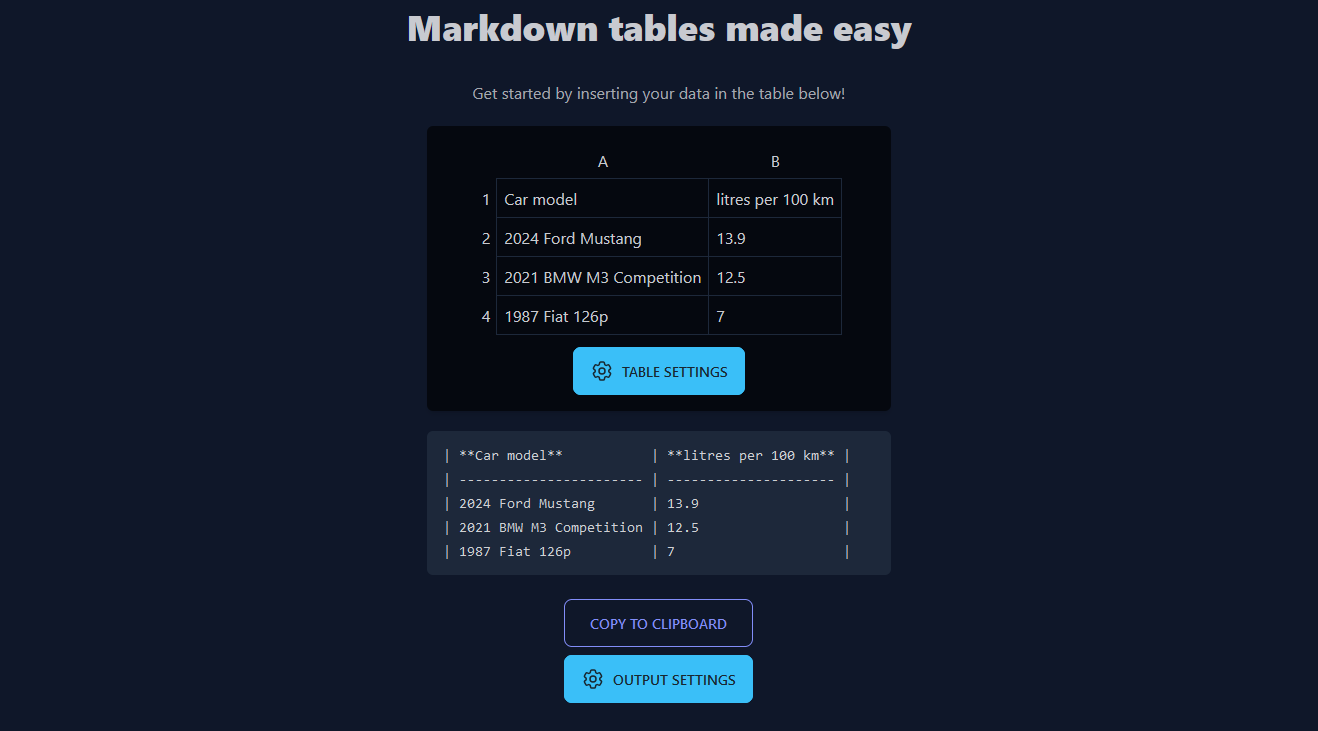 Markdown tables made easy
Get started by inserting your data in the table below!
A B
1 Car model litres per 100 km
2 2024 Ford Mustang 13.9
3 2021 BMW M3 Competition 12.5
4 1987 Fiat 126p 7
TABLE SETTINGS
| **Car model**           | **litres per 100 km** |
| ----------------------- | --------------------- |
| 2024 Ford Mustang       | 13.9                  |
| 2021 BMW M3 Competition | 12.5                  |
| 1987 Fiat 126p          | 7                     |
COPY TO CLIPBOARD
OUTPUT SETTINGS